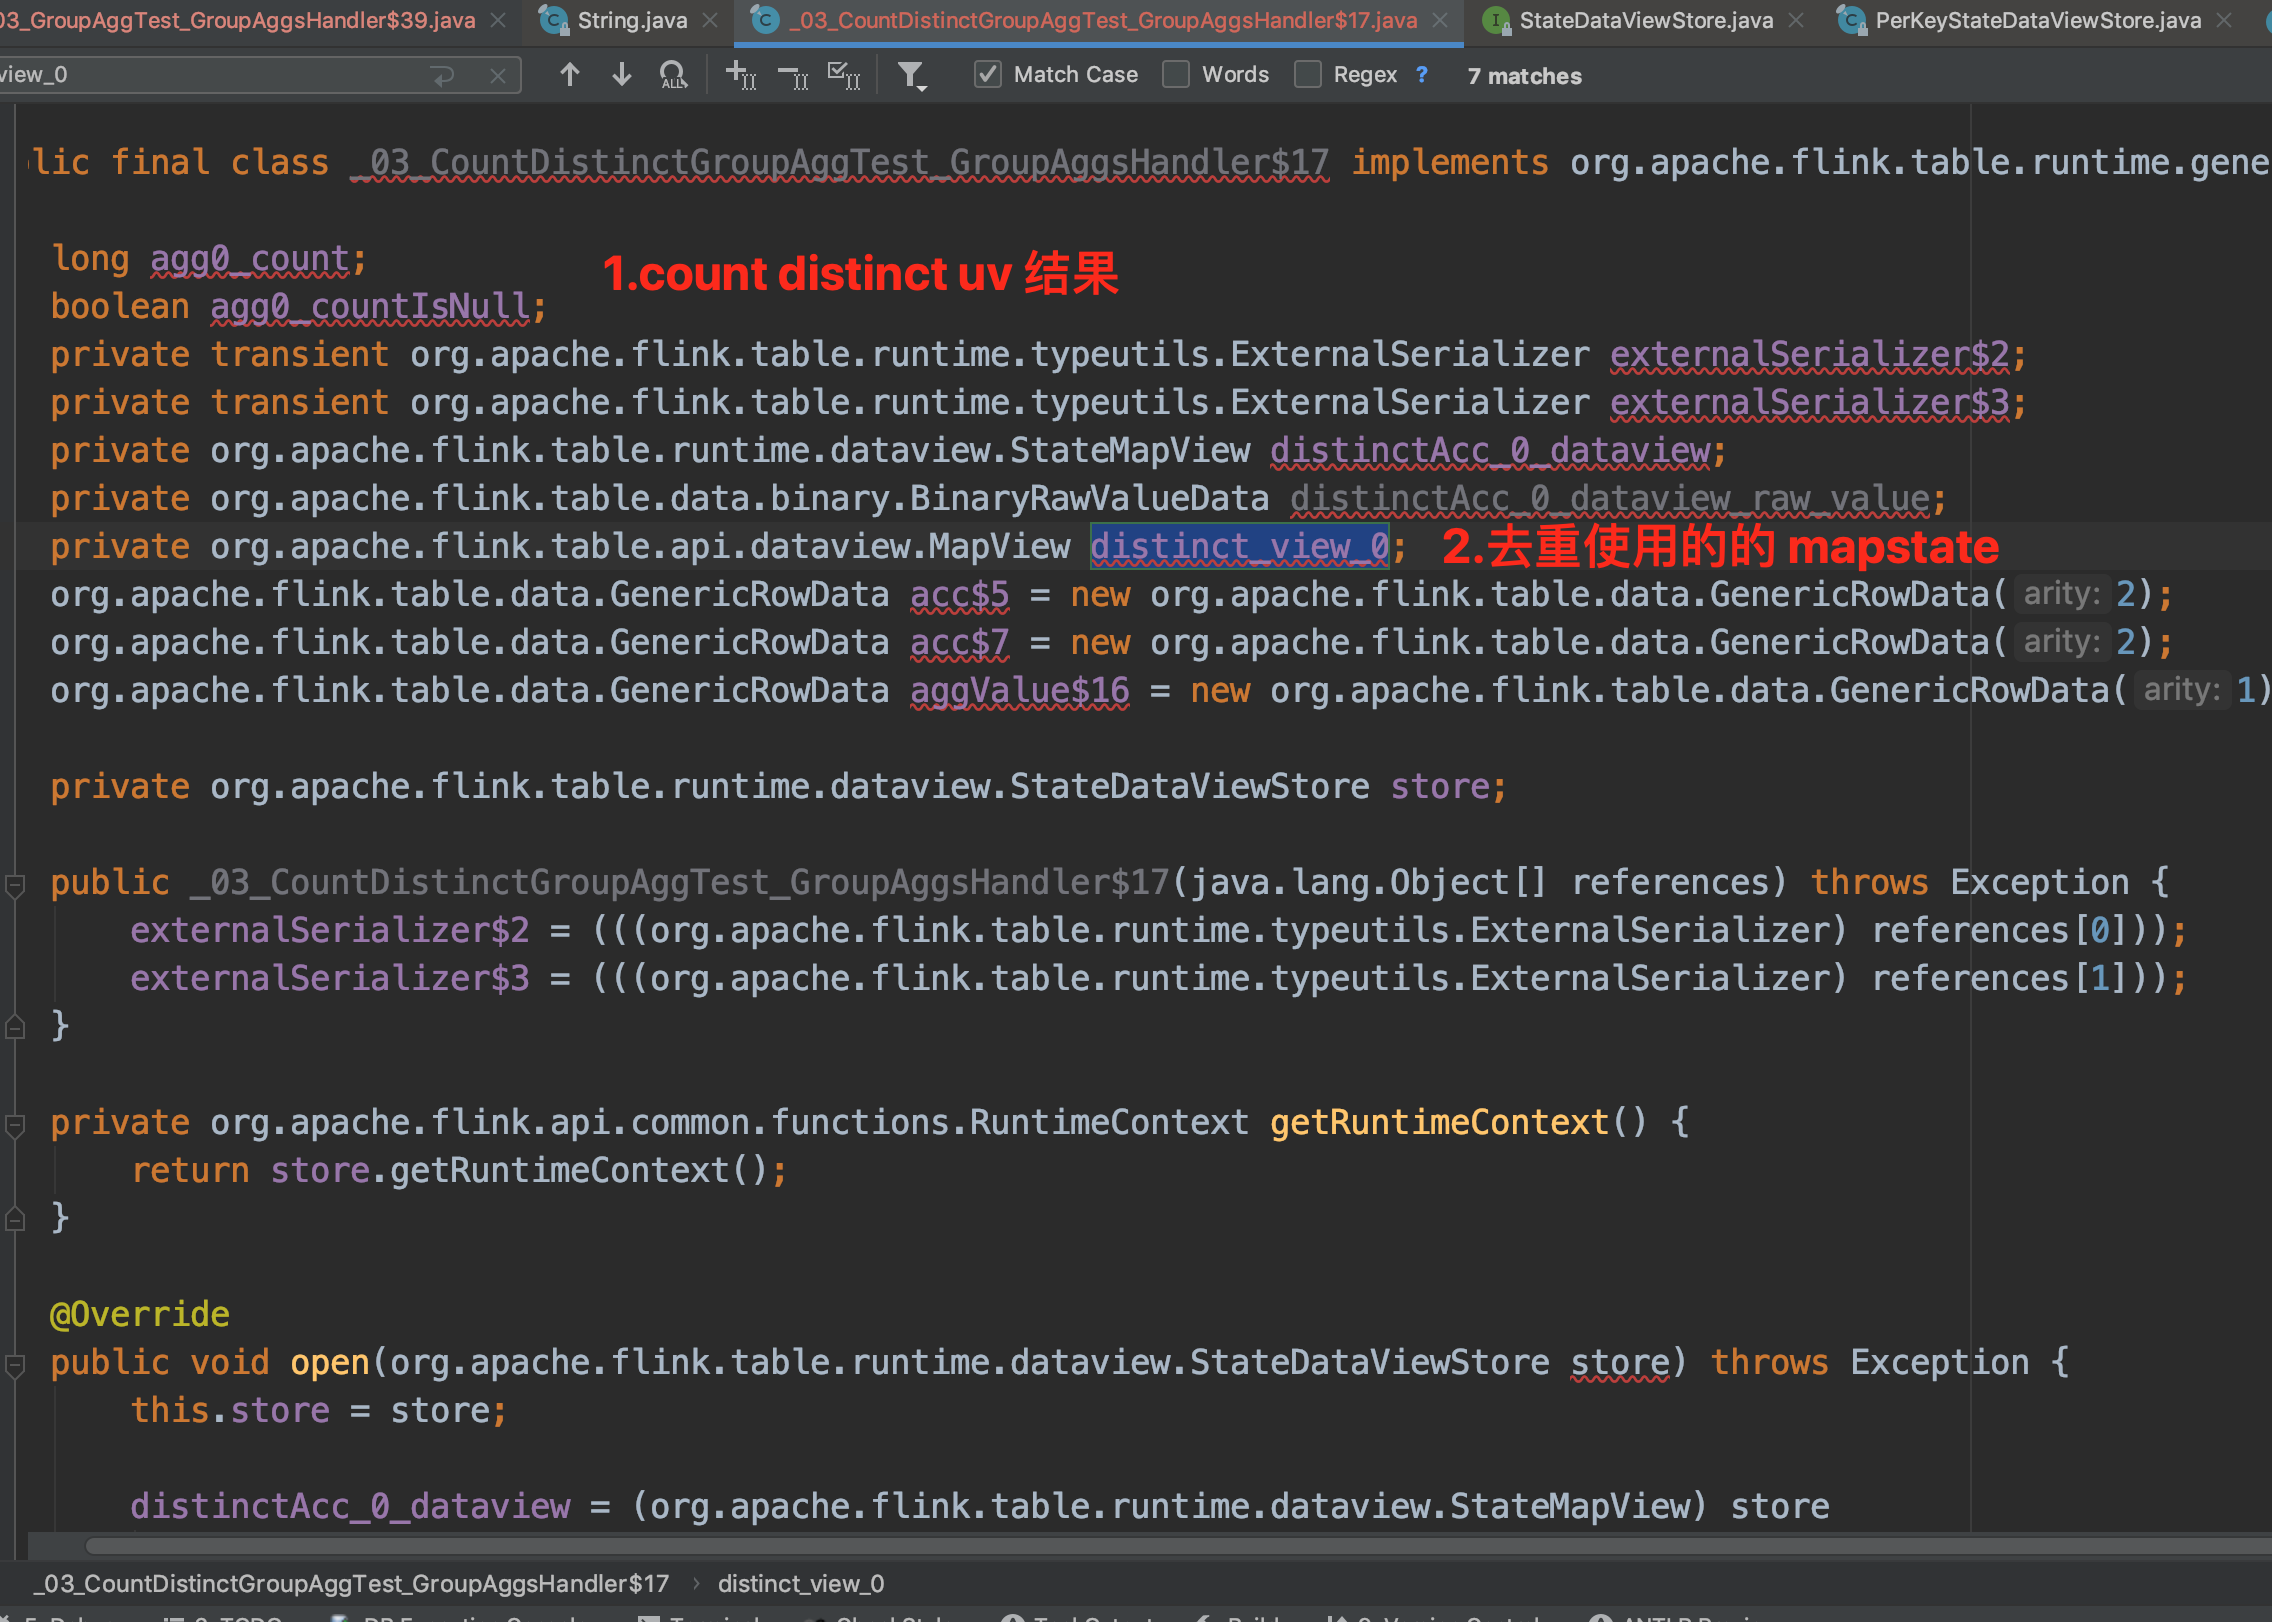 03_GroupAggTest_GroupAggsHandler$39.java String.java _03_CountDistinctGroupAggTest_GroupAggsHandler$17.java StateDataViewStore.java PerKeyStateDataViewStore.java
view_0 Match Case Words Regex ? 7 matches
lic final class _03_CountDistinctGroupAggTest_GroupAggsHandler$17 implements org.apache.flink.table.runtime.gene
long agg0_count;
1.count distinct uv 结果
boolean agg0_countIsNull;
private transient org.apache.flink.table.runtime.typeutils.ExternalSerializer externalSerializer$2;
private transient org.apache.flink.table.runtime.typeutils.ExternalSerializer externalSerializer$3;
private org.apache.flink.table.runtime.dataview.StateMapView distinctAcc_0_dataview;
private org.apache.flink.table.data.binary.BinaryRawValueData distinctAcc_0_dataview_raw_value;
private org.apache.flink.table.api.dataview.MapView distinct_view_0; 2.去重使用的的 mapstate
org.apache.flink.table.data.GenericRowData acc$5 = new org.apache.flink.table.data.GenericRowData( arity: 2);
org.apache.flink.table.data.GenericRowData acc$7 = new org.apache.flink.table.data.GenericRowData( arity: 2);
org.apache.flink.table.data.GenericRowData aggValue$16 = new org.apache.flink.table.data.GenericRowData( arity: 1)
private org.apache.flink.table.runtime.dataview.StateDataViewStore store;
public _03_CountDistinctGroupAggTest_GroupAggsHandler$17(java.lang.Object[] references) throws Exception {
externalSerializer$2 = (((org.apache.flink.table.runtime.typeutils.ExternalSerializer) references[0]));
externalSerializer$3 = (((org.apache.flink.table.runtime.typeutils.ExternalSerializer) references[1]));
}
private org.apache.flink.api.common.functions.RuntimeContext getRuntimeContext() {
return store.getRuntimeContext();
}
@Override
public void open(org.apache.flink.table.runtime.dataview.StateDataViewStore store) throws Exception {
this.store = store;
distinctAcc_0_dataview = (org.apache.flink.table.runtime.dataview.StateMapView) store
_03_CountDistinctGroupAggTest_GroupAggsHandler$17 › distinct_view_0